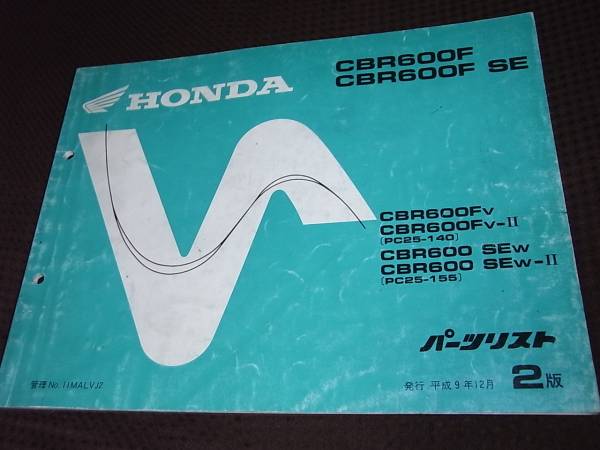 HONDA
CBR600F
CBR600F SE
CBR600FV
CBR600FV-II
(PC25-140)
CBR600 SEW
CBR600 SEW-II
(PC25-155)
パーツリスト
管理No.11MALVJ2
発行 平成9年12月 2版